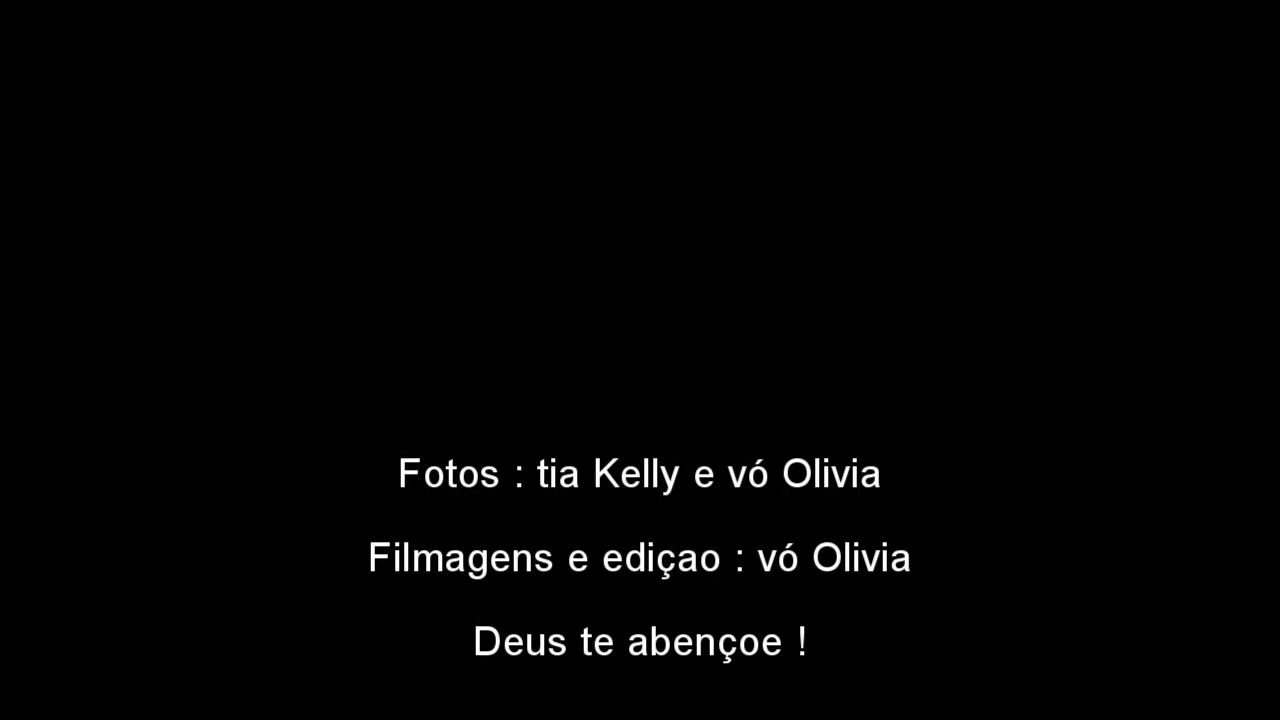 Fotos : tia Kelly e vó Olivia
Filmagens e ediçao : vó Olivia
Deus te abençoe !